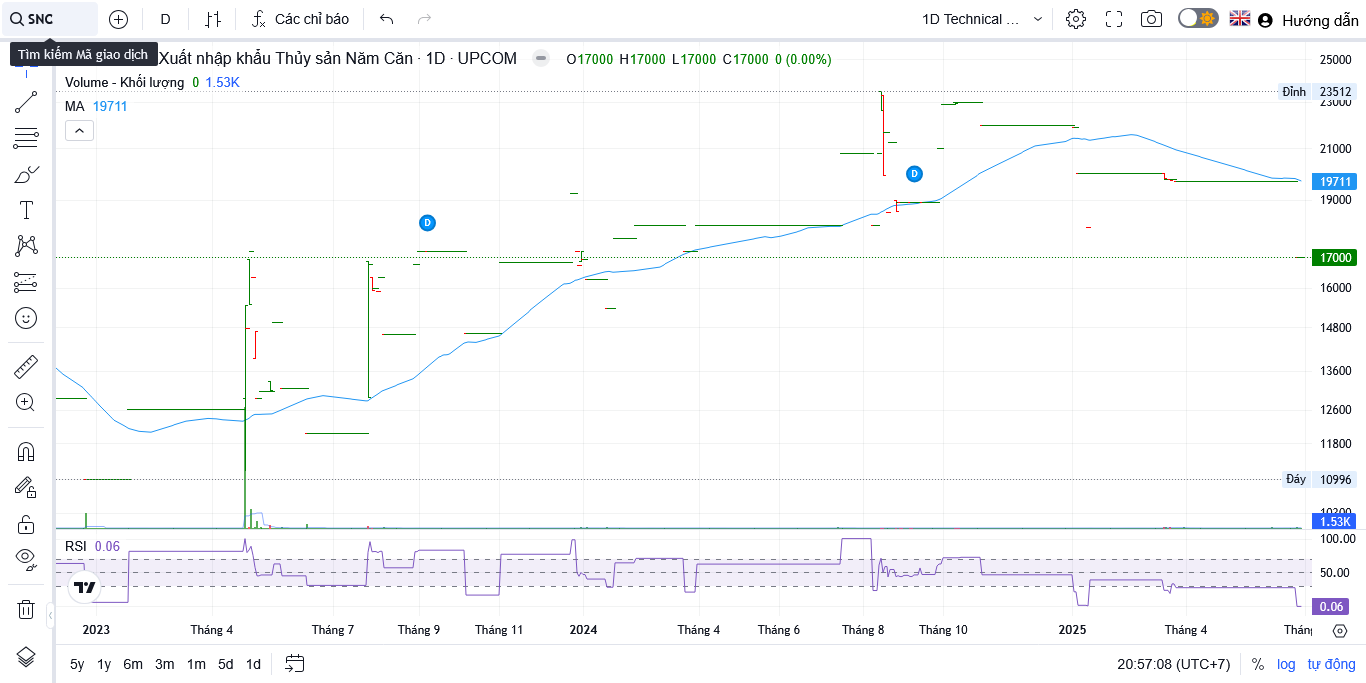 SNC
D
Các chỉ báo
1D Technical ...
Hướng dẫn
Tìm kiếm Mã giao dịch
Xuất nhập khẩu Thủy sản Năm Căn · 1D · UPCOM
O17000 H17000 L17000 C17000 0 (0.00%)
Volume - Khối lượng 0 1.53K
MA 19711
D
D
25000
Đỉnh 23512
23000
21000
19711
19000
17000
16000
14800
13600
12600
11800
Đáy 10996
10200
1.53K
RSI 0.06
100.00
50.00
0.06
2023 Tháng 4 Tháng 7 Tháng 9 Tháng 11 2024 Tháng 4 Tháng 6 Tháng 8 Tháng 10 2025 Tháng 4 Tháng
5y 1y 6m 3m 1m 5d 1d
20:57:08 (UTC+7) % log tự động